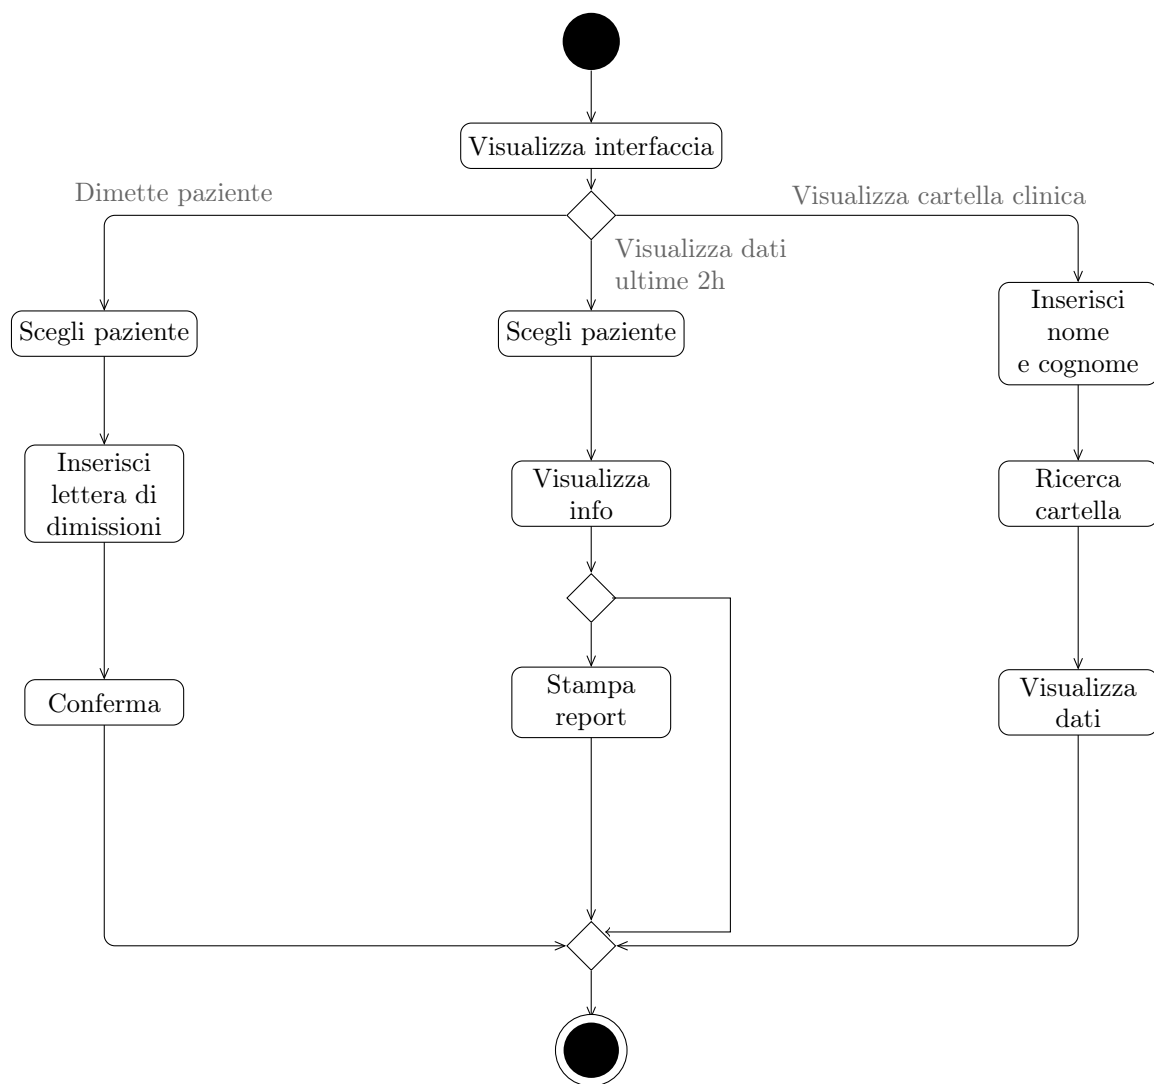 Visualizza interfaccia
Dimette paziente
Visualizza cartella clinica
Visualizza dati
ultime 2h
Scegli paziente
Scegli paziente
Inserisci
nome
e cognome
Inserisci
lettera di
dimissioni
Visualizza
info
Ricerca
cartella
Conferma
Stampa
report
Visualizza
dati